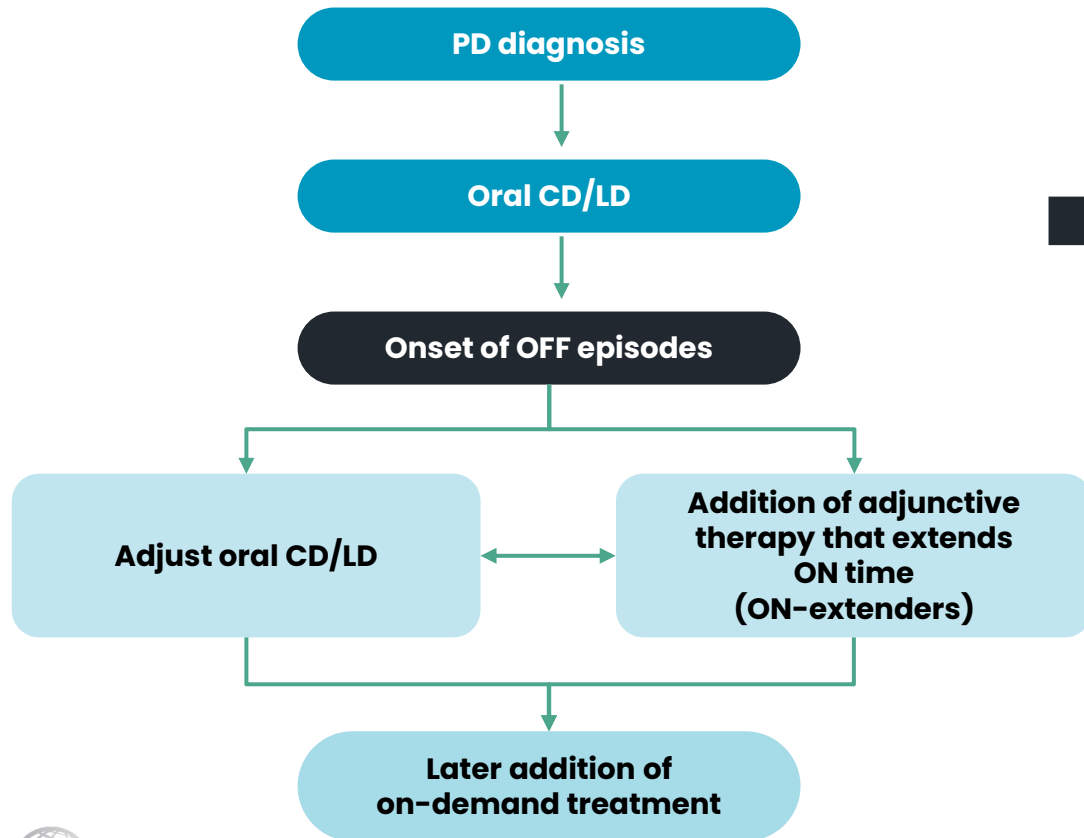 PD diagnosis
Oral CD/LD
Onset of OFF episodes
Adjust oral CD/LD
Addition of adjunctive
therapy that extends
ON time
(ON-extenders)
Later addition of
on-demand treatment